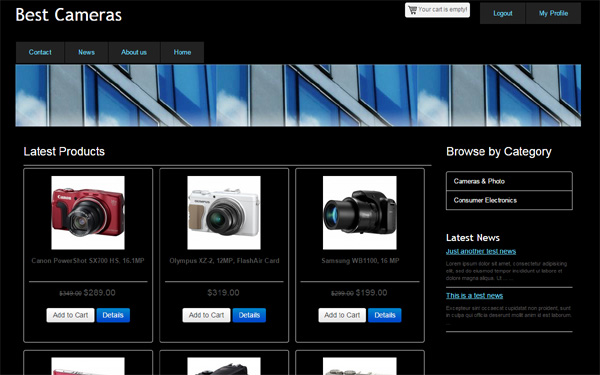 Best Cameras
Your cart is empty!
Logout
My Profile
Contact
News
About us
Home
Latest Products
Canon
OLYMPUS
Canon PowerShot SX700 HS, 16.1MP
$349.00 $289.00
Add to Cart
Details
Olympus XZ-2, 12MP, FlashAir Card
$319.00
Add to Cart
Details
Samsung WB1100, 16 MP
$299.00 $199.00
Add to Cart
Details
Browse by Category
Cameras & Photo
Consumer Electronics
Latest News
Just another test news
Lorem ipsum dolor sit amet, consectetur adipisicing
elit, sed do eiusmod tempor incididunt ut labore et
dolore magna aliqua. Ut ... ...
This is a test news
Excepteur sint occaecat cupidatat non proident, sunt
in culpa qui officia deserunt mollit anim id est laborum
...